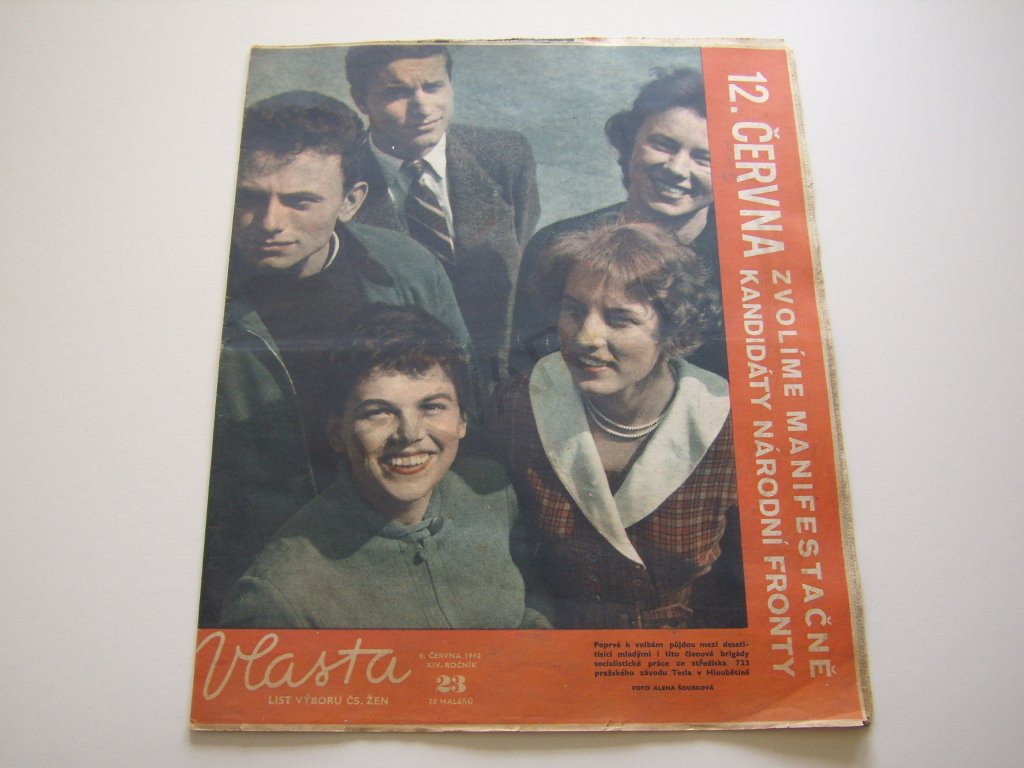 12. ČERVNA
ZVOLÍME MANIFESTAČNĚ
KANDIDÁTY NÁRODNÍ FRONTY
Vlasta
LIST VÝBORU ČS. ŽEN
8. ČERVNA 1960
XIV. ROČNÍK
23
70 HALÉŘŮ
Poprvé k volbám půjdou mezi deseti-
tisíci mladými i tito členové brigády
socialistické práce ze střediska 723
pražského závodu Tesla v Hloubětíně
FOTO ALENA ŠOURKOVÁ